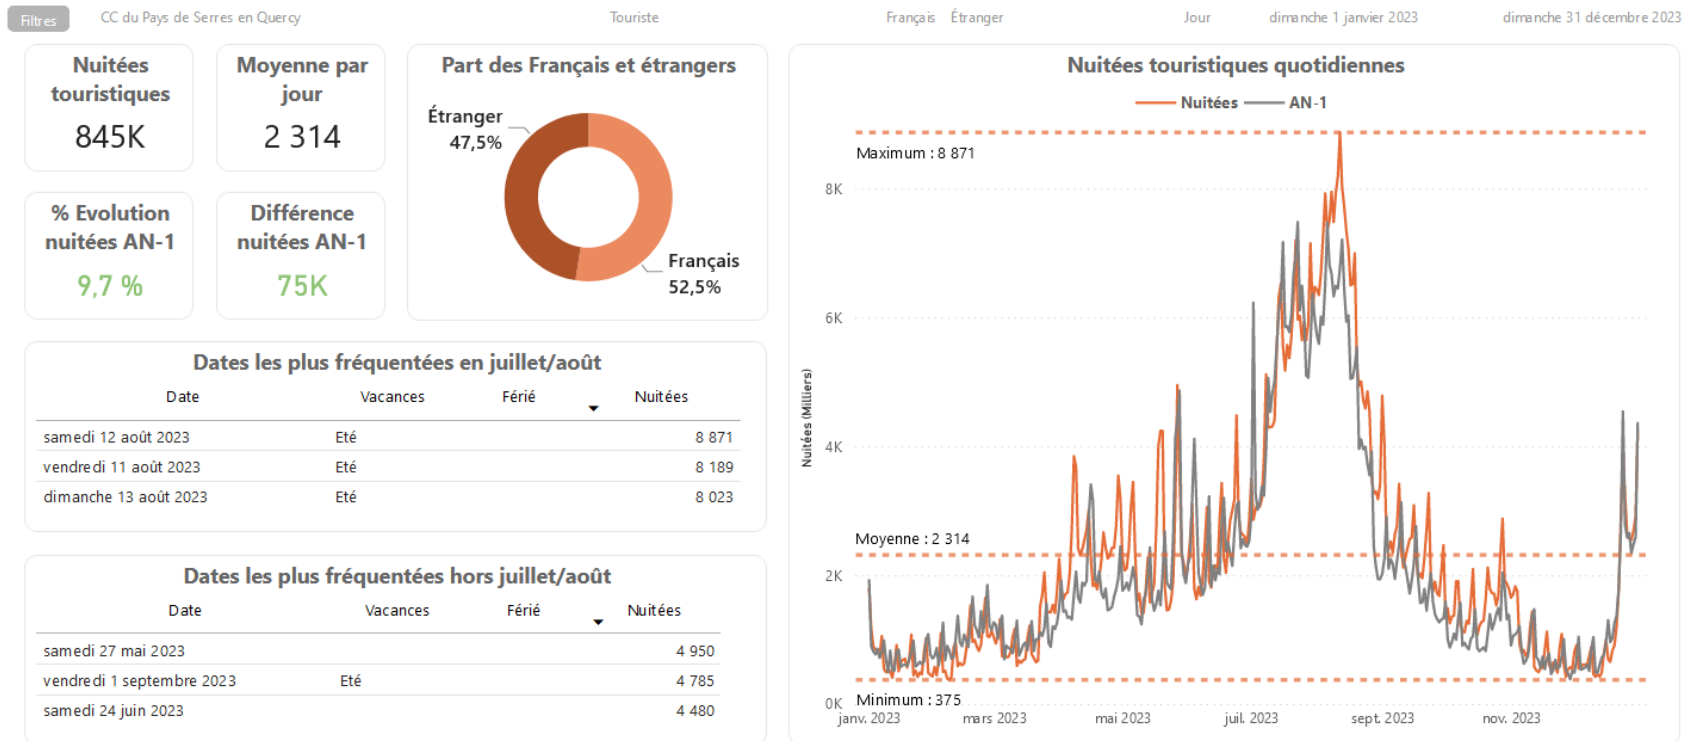 Filtres
CC du Pays de Serres en Quercy
Touriste
Français Étranger
Jour
dimanche 1 janvier 2023
dimanche 31 décembre 2023
Nuitées
touristiques
845K
Moyenne par
jour
2 314
% Evolution
nuitées AN-1
9,7 %
Différence
nuitées AN-1
75K
Part des Français et étrangers
Étranger
47,5%
Français
52,5%
Dates les plus fréquentées en juillet/août
Date Vacances Férié Nuitées
samedi 12 août 2023 Eté 8 871
vendredi 11 août 2023 Eté 8 189
dimanche 13 août 2023 Eté 8 023
Dates les plus fréquentées hors juillet/août
Date Vacances Férié Nuitées
samedi 27 mai 2023 4 950
vendredi 1 septembre 2023 Eté 4 785
samedi 24 juin 2023 4 480
Nuitées touristiques quotidiennes
Nuitées AN-1
Maximum : 8 871
8K
6K
Nuitées (Milliers)
4K
Moyenne : 2 314
2K
0K
Minimum : 375
janv. 2023 mars 2023 mai 2023 juil. 2023 sept. 2023 nov. 2023